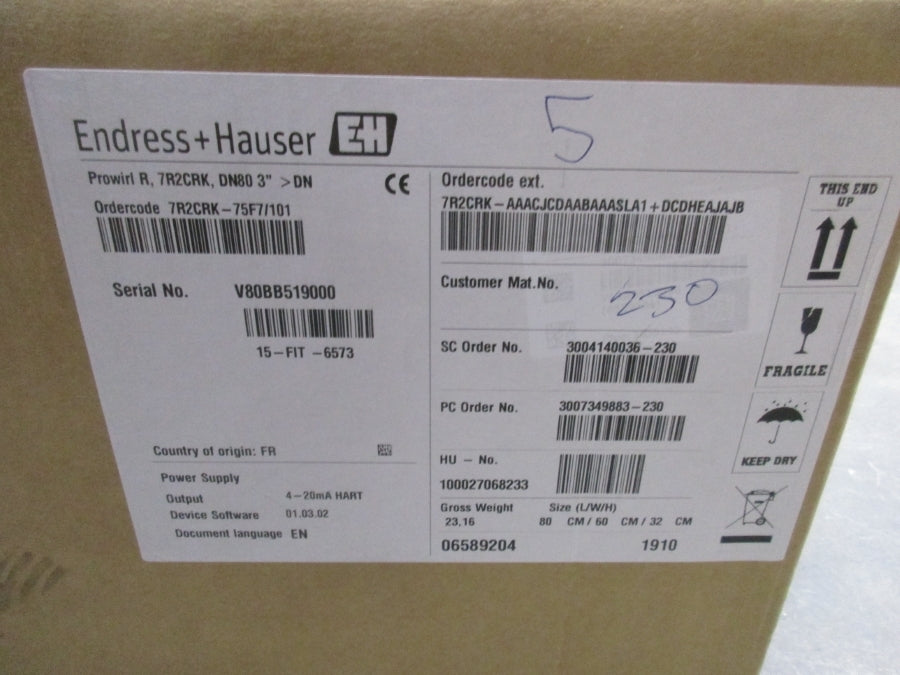 5
Endress+Hauser EH
Prowirl R, 7R2CRK, DN80 3" >DN CE
Ordercode 7R2CRK-75F7/101
Serial No. V80BB519000
15-FIT -6573
Country of origin: FR
Power Supply
Output 4-20mA HART
Device Software 01.03.02
Document language EN
Ordercode ext.
7R2CRK-AAACJCDAABAAASLA1+DCDHEAJAJB
Customer Mat.No.
230
SC Order No. 3004140036-230
PC Order No. 3007349883-230
HU - No.
100027068233
Gross Weight Size (L/W/H)
23,16 80 CM / 60 CM / 32 CM
06589204 1910
THIS END
UP
FRAGILE
KEEP DRY